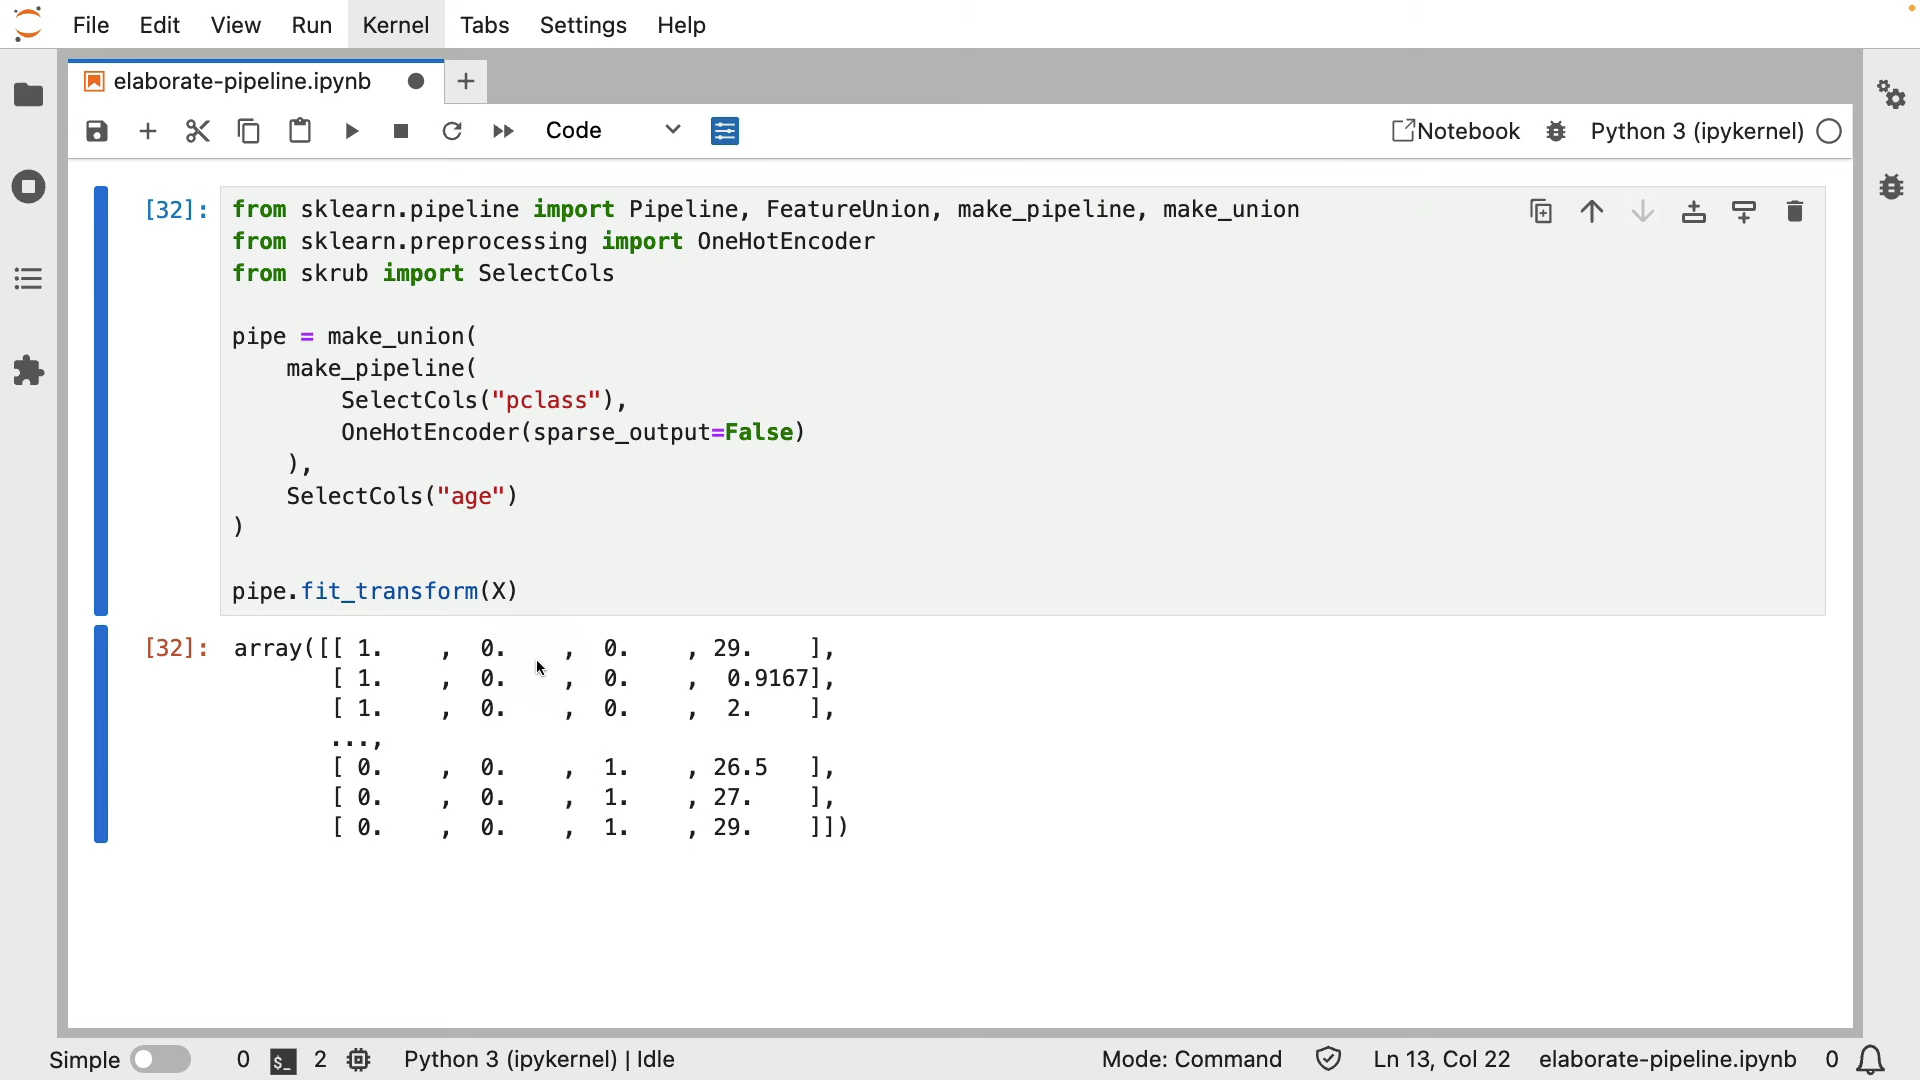 File Edit View Run Kernel Tabs Settings Help
elaborate-pipeline.ipynb
Code Notebook Python 3 (ipykernel)
[32]: from sklearn.pipeline import Pipeline, FeatureUnion, make_pipeline, make_union
from sklearn.preprocessing import OneHotEncoder
from skrub import SelectCols
pipe = make_union(
make_pipeline(
SelectCols("pclass"),
OneHotEncoder(sparse_output=False)
),
SelectCols("age")
)
pipe.fit_transform(X)
[32]: array([[ 1. , 0. , 0. , 29. ],
[ 1. , 0. , 0. , 0.9167],
[ 1. , 0. , 0. , 2. ],
...,
[ 0. , 0. , 1. , 26.5 ],
[ 0. , 0. , 1. , 27. ],
[ 0. , 0. , 1. , 29. ]])
Simple 0 $_ 2 Python 3 (ipykernel) | Idle Mode: Command Ln 13, Col 22 elaborate-pipeline.ipynb 0